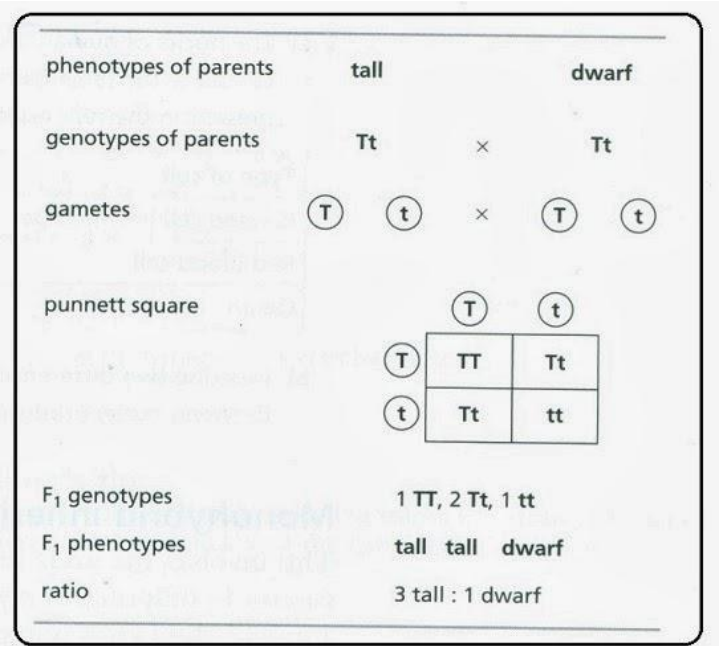 phenotypes of parents tall dwarf
genotypes of parents Tt × Tt
gametes T t × T t
punnett square T t
T TT Tt
t Tt tt
F₁ genotypes 1 TT, 2 Tt, 1 tt
F₁ phenotypes tall tall dwarf
ratio 3 tall : 1 dwarf